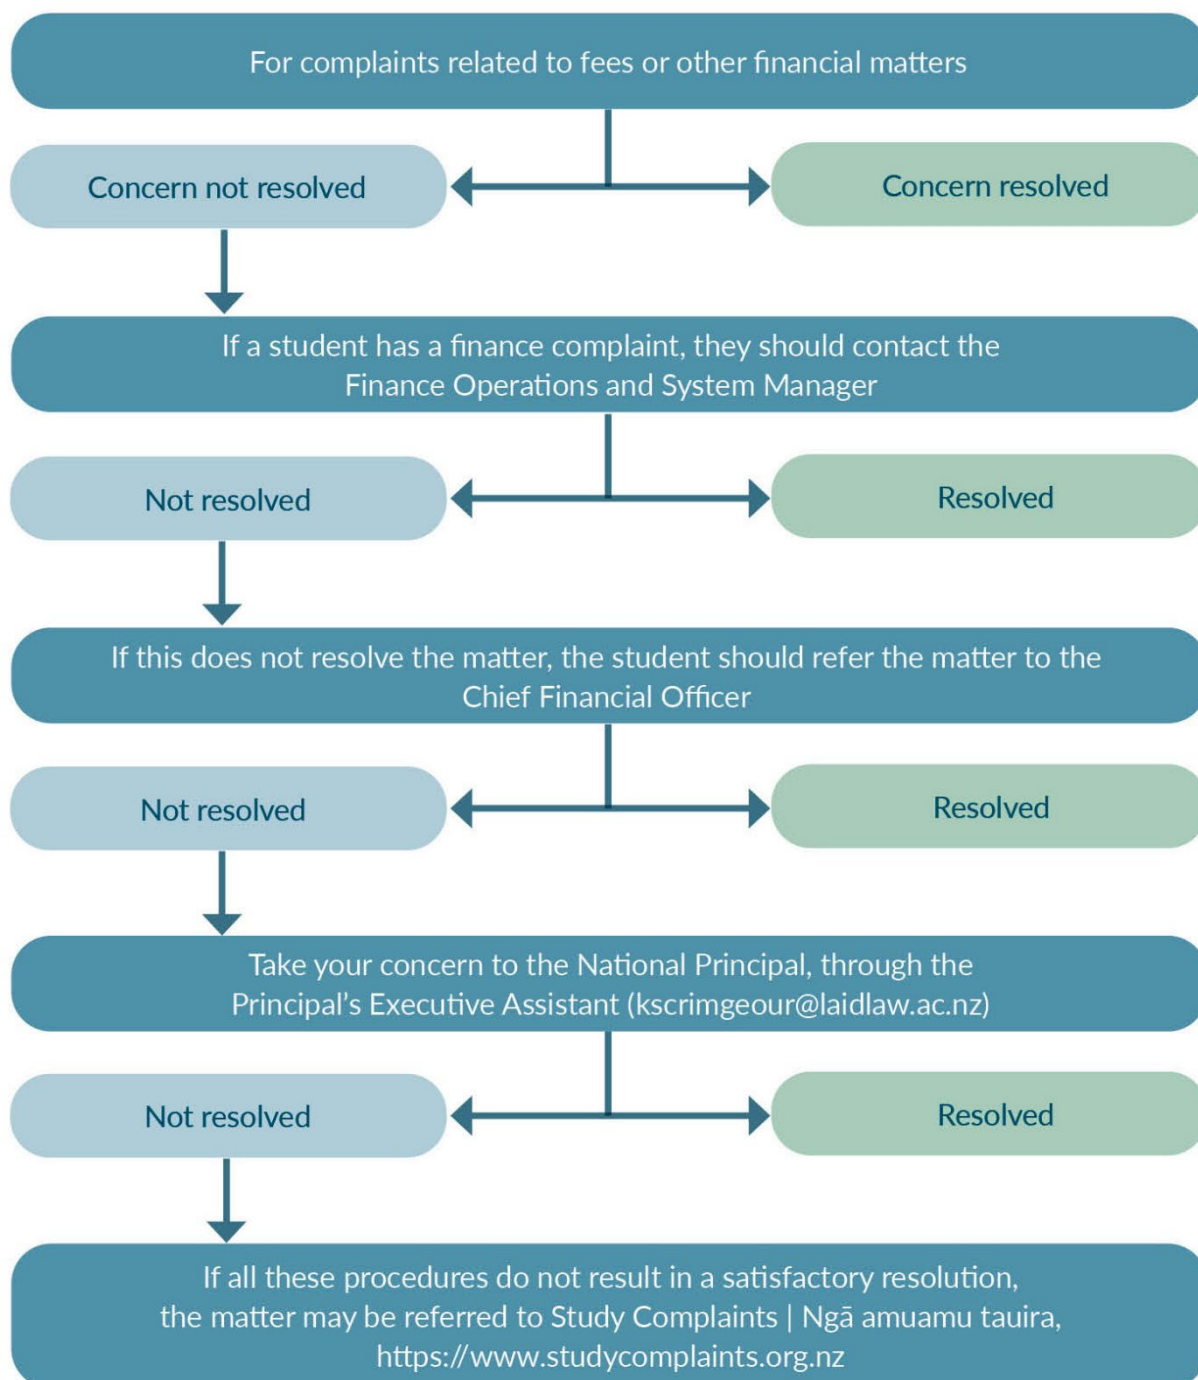 For complaints related to fees or other financial matters
Concern not resolved
Concern resolved
If a student has a finance complaint, they should contact the
Finance Operations and System Manager
Not resolved
Resolved
If this does not resolve the matter, the student should refer the matter to the
Chief Financial Officer
Not resolved
Resolved
Take your concern to the National Principal, through the
Principal’s Executive Assistant (kscrimgeour@laidlaw.ac.nz)
Not resolved
Resolved
If all these procedures do not result in a satisfactory resolution,
the matter may be referred to Study Complaints | Ngā amuamu tauira,
https://www.studycomplaints.org.nz